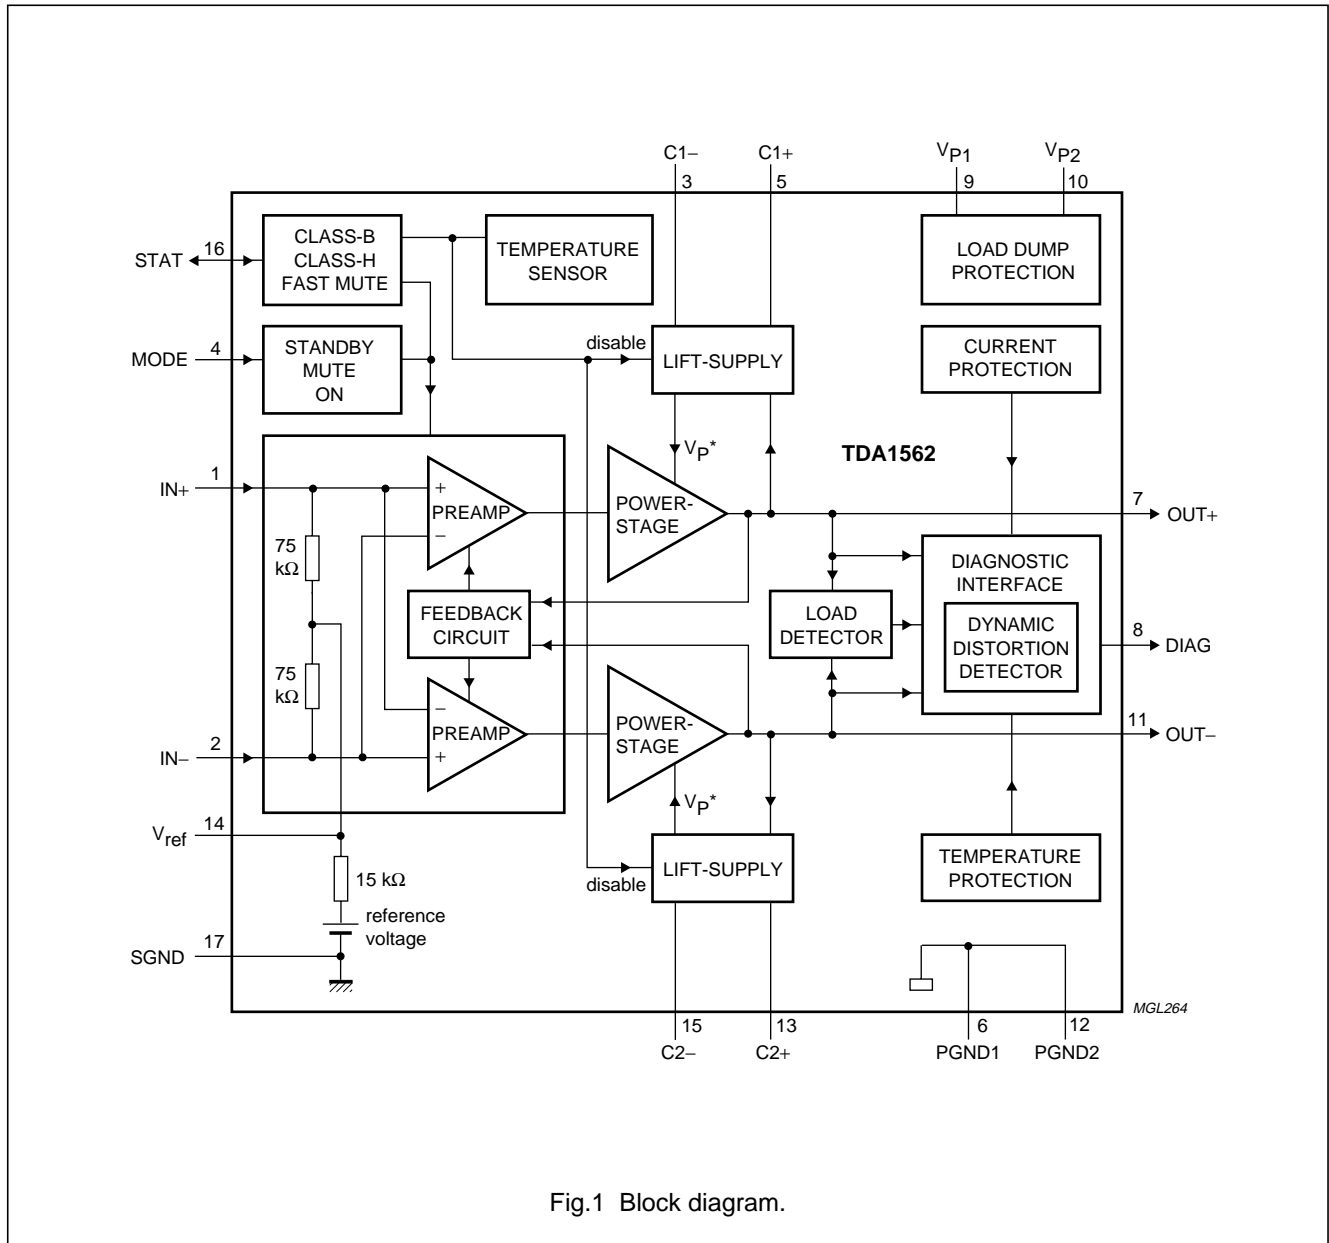 C1−
C1+
VP1
VP2
3
5
9
10
STAT
16
CLASS-B
CLASS-H
FAST MUTE
TEMPERATURE
SENSOR
LOAD DUMP
PROTECTION
MODE
4
STANDBY
MUTE
ON
disable
LIFT-SUPPLY
CURRENT
PROTECTION
VP*
TDA1562
IN+
1
+
PREAMP
−
POWER-
STAGE
7
OUT+
75
kΩ
FEEDBACK
CIRCUIT
LOAD
DETECTOR
DIAGNOSTIC
INTERFACE
DYNAMIC
DISTORTION
DETECTOR
8
DIAG
75
kΩ
−
PREAMP
+
POWER-
STAGE
11
OUT−
IN−
2
VP*
Vref
14
disable
LIFT-SUPPLY
TEMPERATURE
PROTECTION
15 kΩ
reference
voltage
SGND
17
MGL264
15
13
6
12
C2−
C2+
PGND1
PGND2
Fig.1 Block diagram.